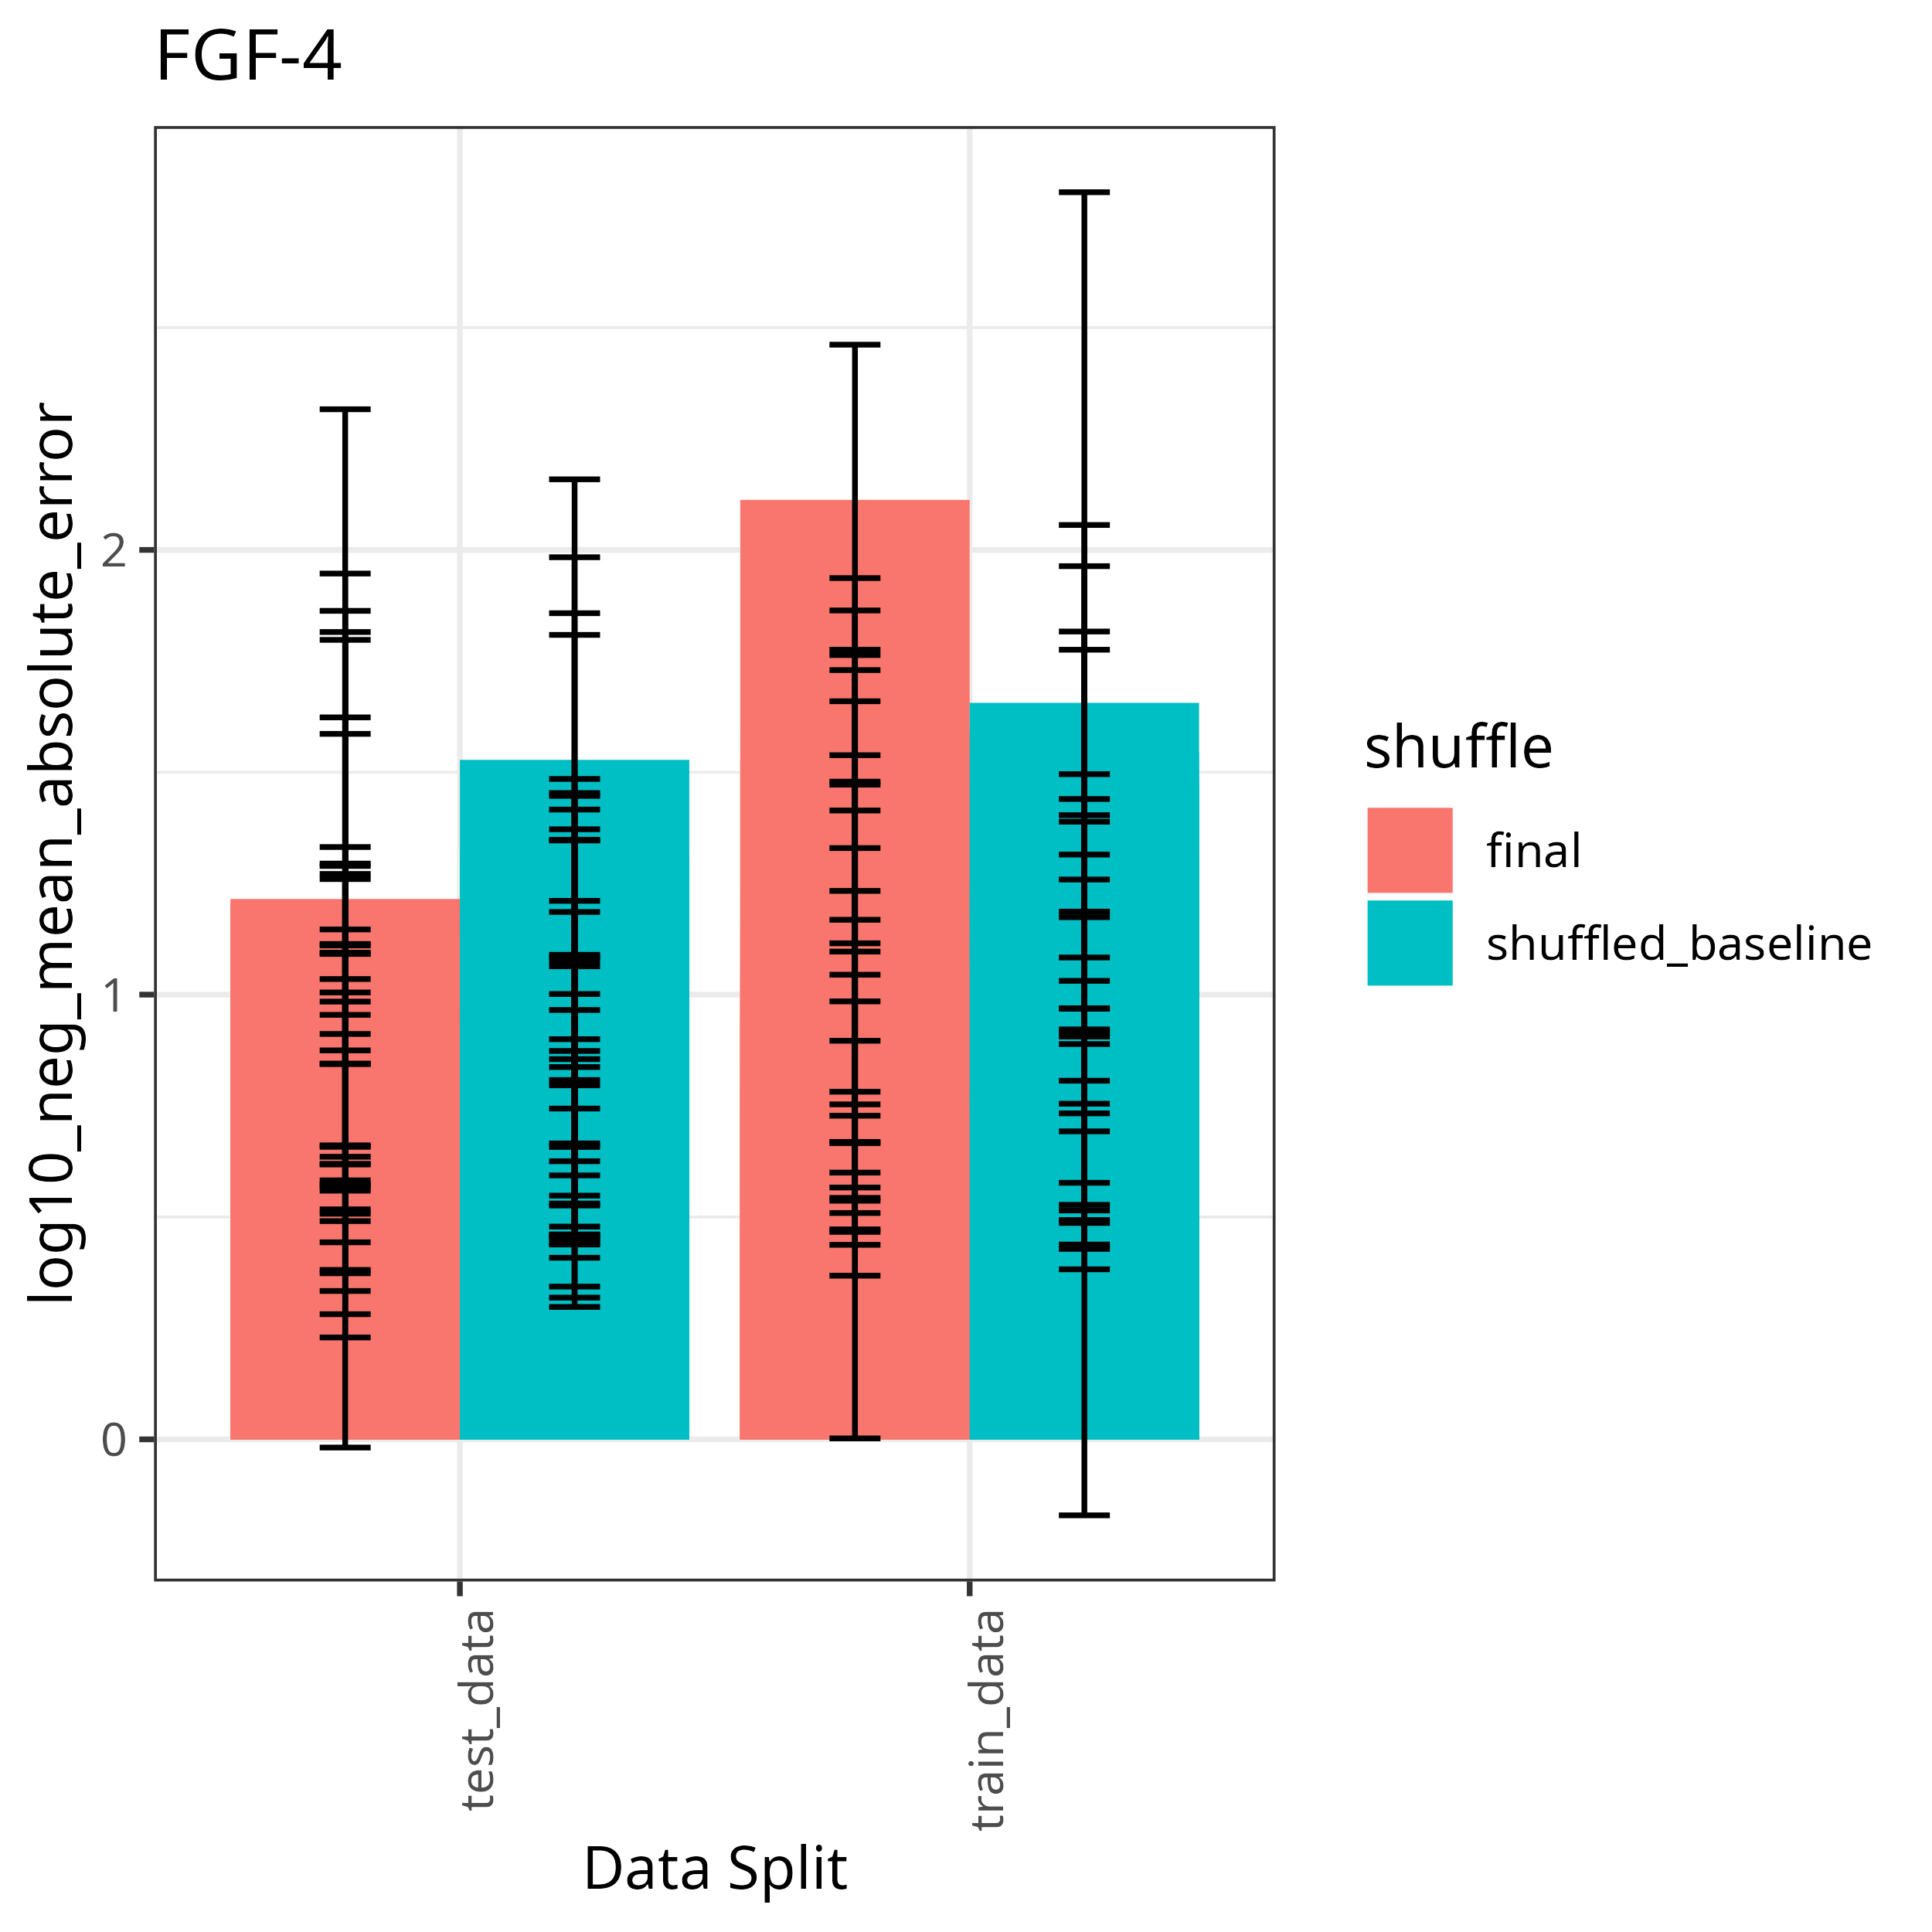 FGF-4
log10_neg_mean_absolute_error
2
1
0
test_data
train_data
Data Split
shuffle
final
shuffled_baseline